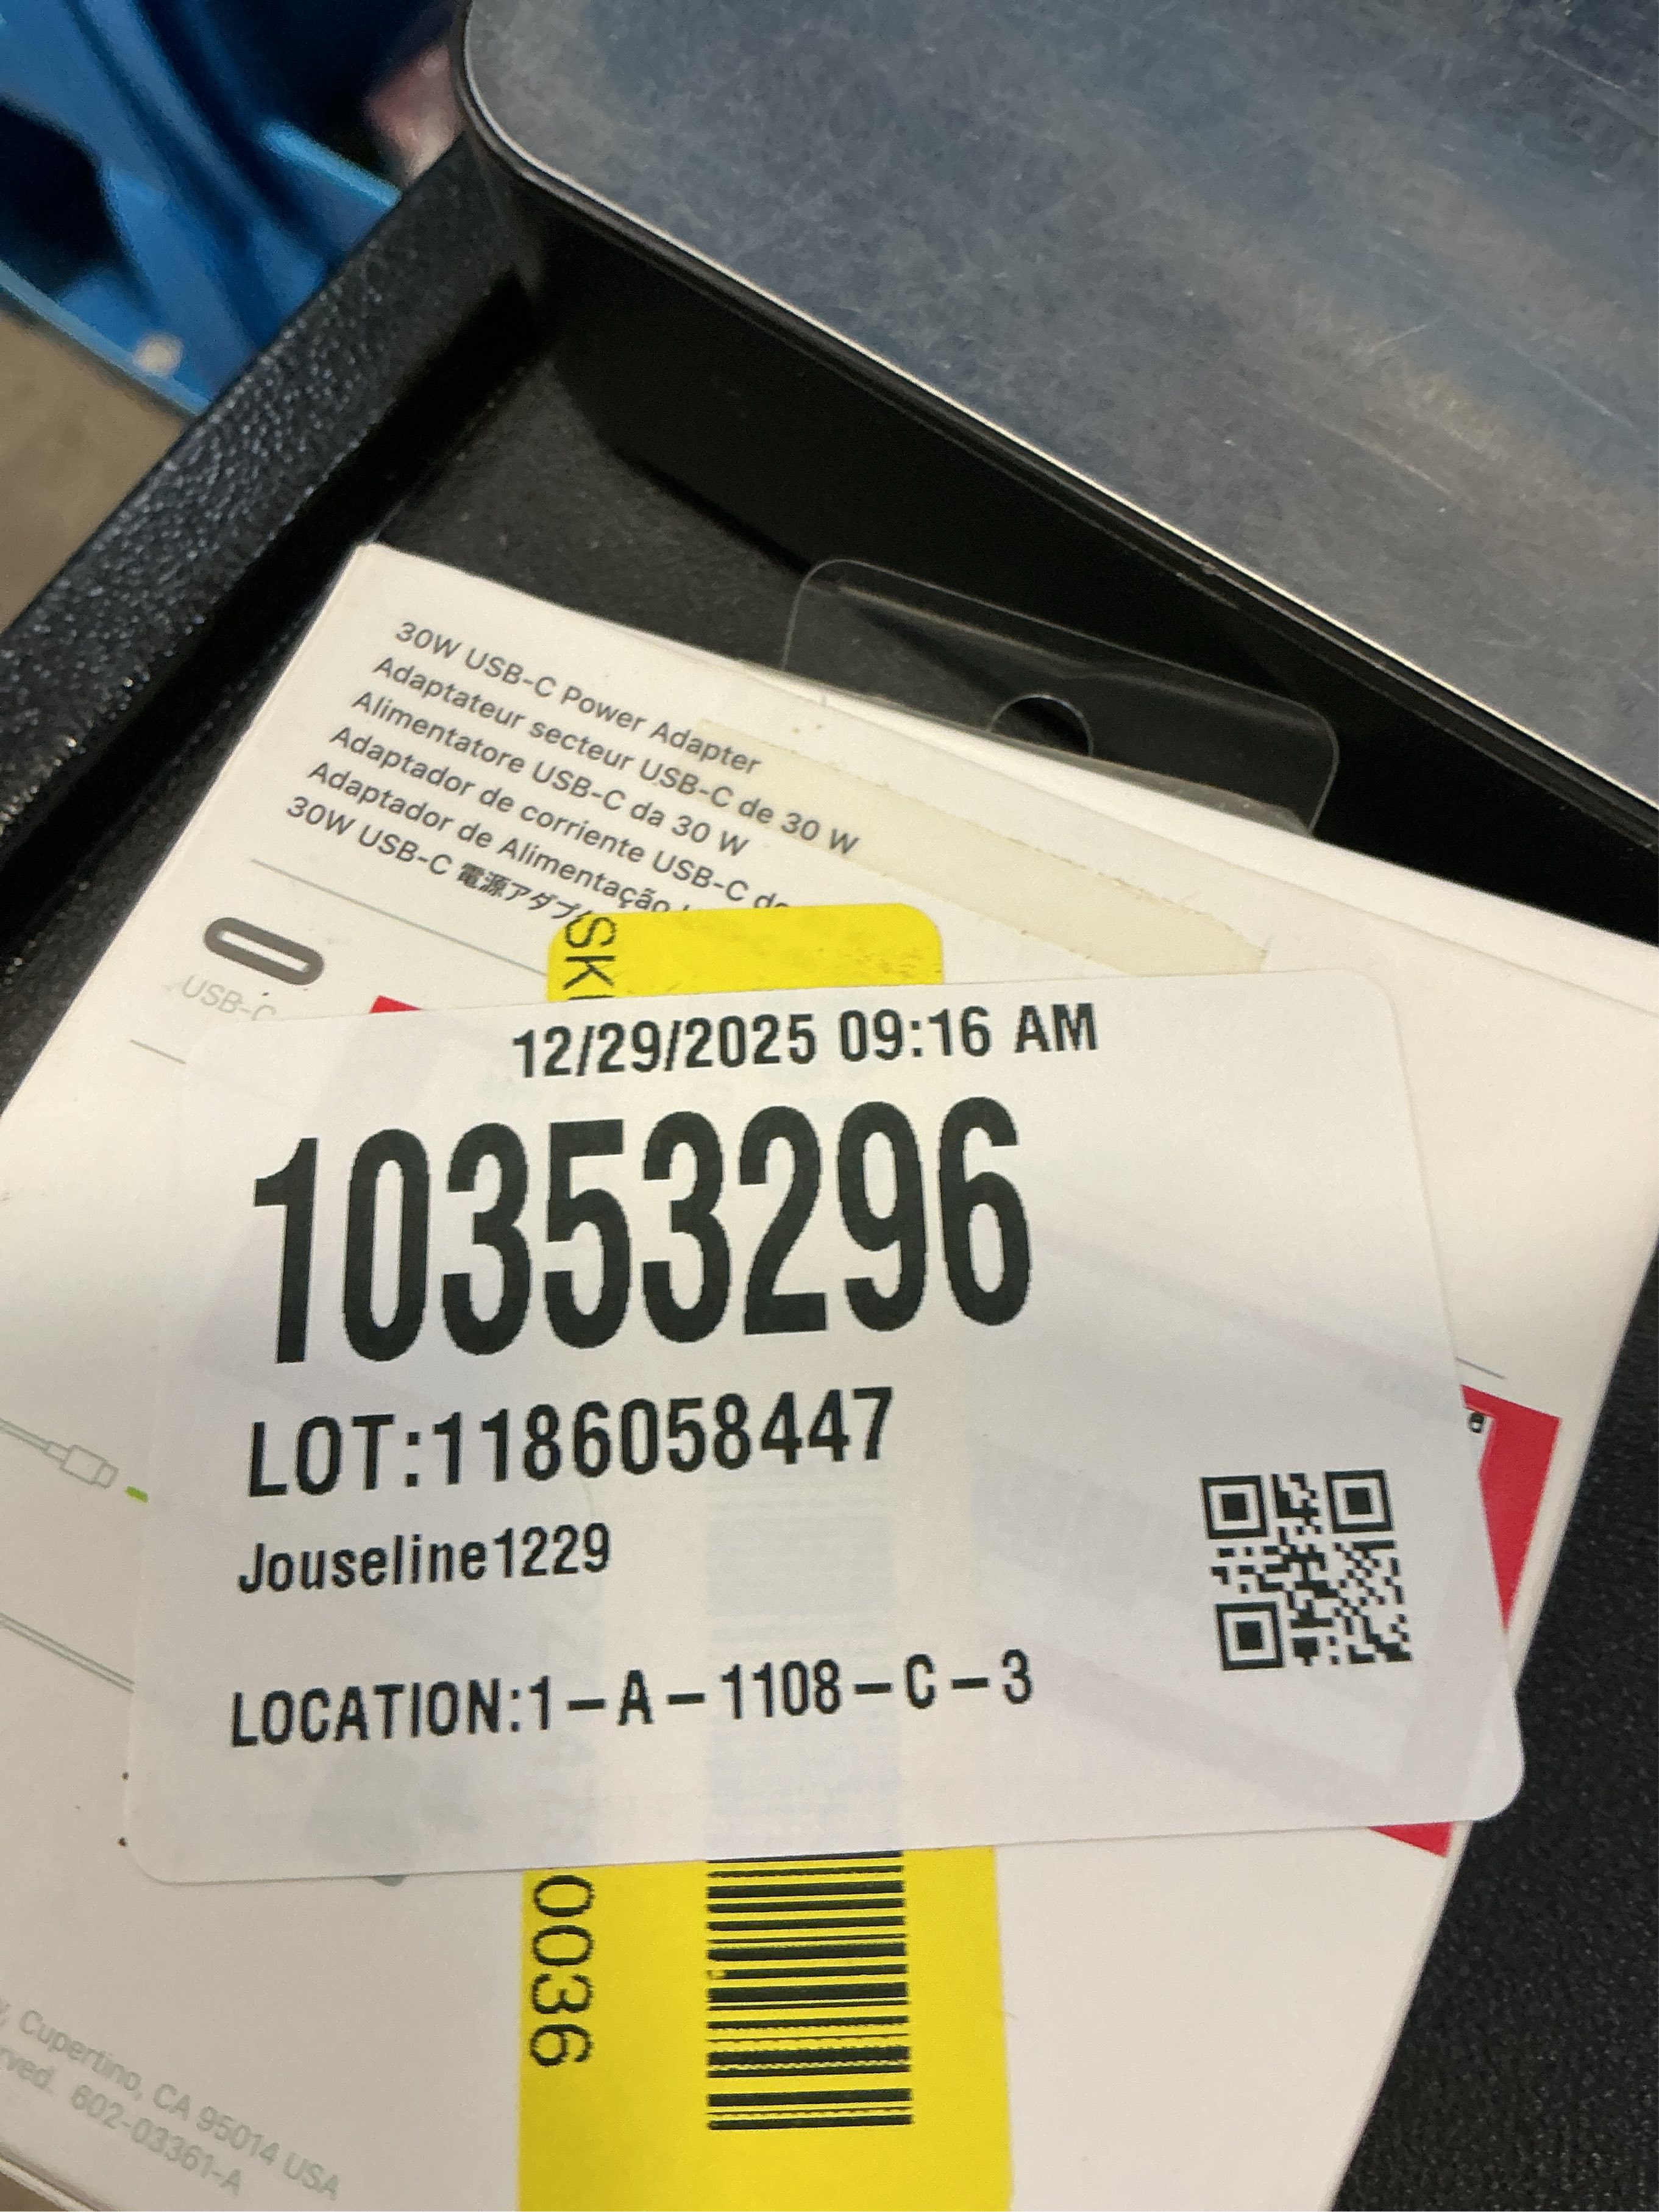 30W USB-C Power Adapter
Adaptateur secteur USB-C de 30 W
Alimentatore USB-C da 30 W
Adaptador de corriente USB-C de
Adaptador de Alimentação
30W USB-C 電源アダプ
USB-C
SK
12/29/2025 09:16 AM
10353296
LOT:1186058447
Jouseline1229
LOCATION:1-A-1108-C-3
0036
Cupertino, CA 95014 USA
602-03361-A